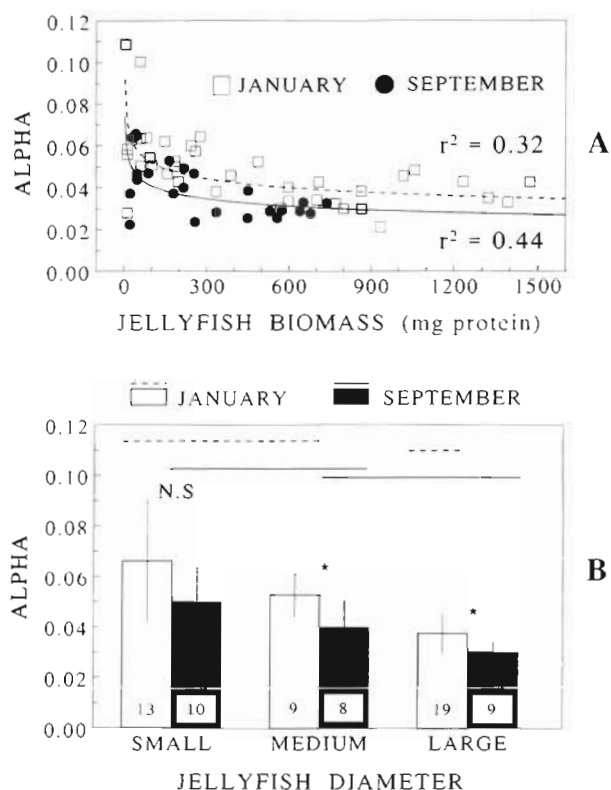 0.12
0.10
0.08
0.06
0.04
0.02
0.00
ALPHA
JANUARY SEPTEMBER
r² = 0.32
r² = 0.44
A
0 300 600 900 1200 1500
JELLYFISH BIOMASS (mg protein)
JANUARY SEPTEMBER
0.12
0.10
0.08
0.06
0.04
0.02
0.00
ALPHA
N.S
*
*
B
13 10 9 8 19 9
SMALL MEDIUM LARGE
JELLYFISH DIAMETER